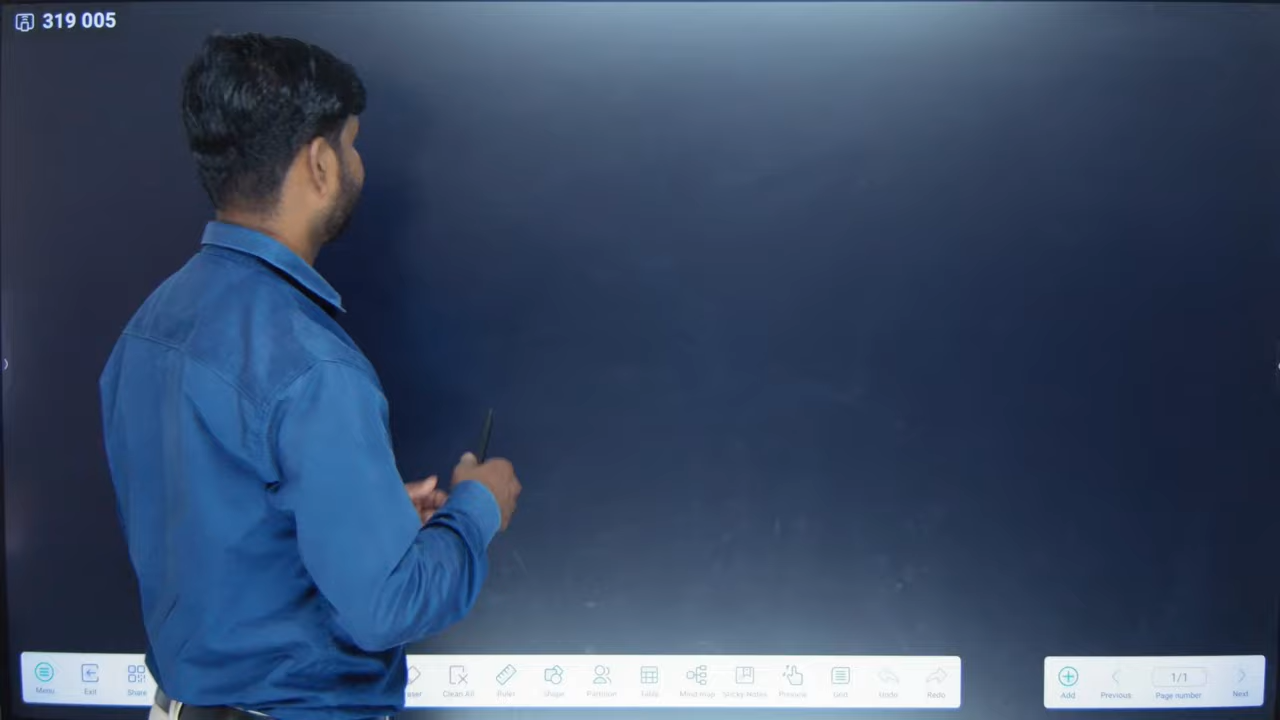 319 005
Menu
Exit
Share
Clean All
Ruler
Shape
Partition
Table
Mind Map
Sticky Notes
Preview
Undo
Redo
Add
Previous
1/1
Page number
Next